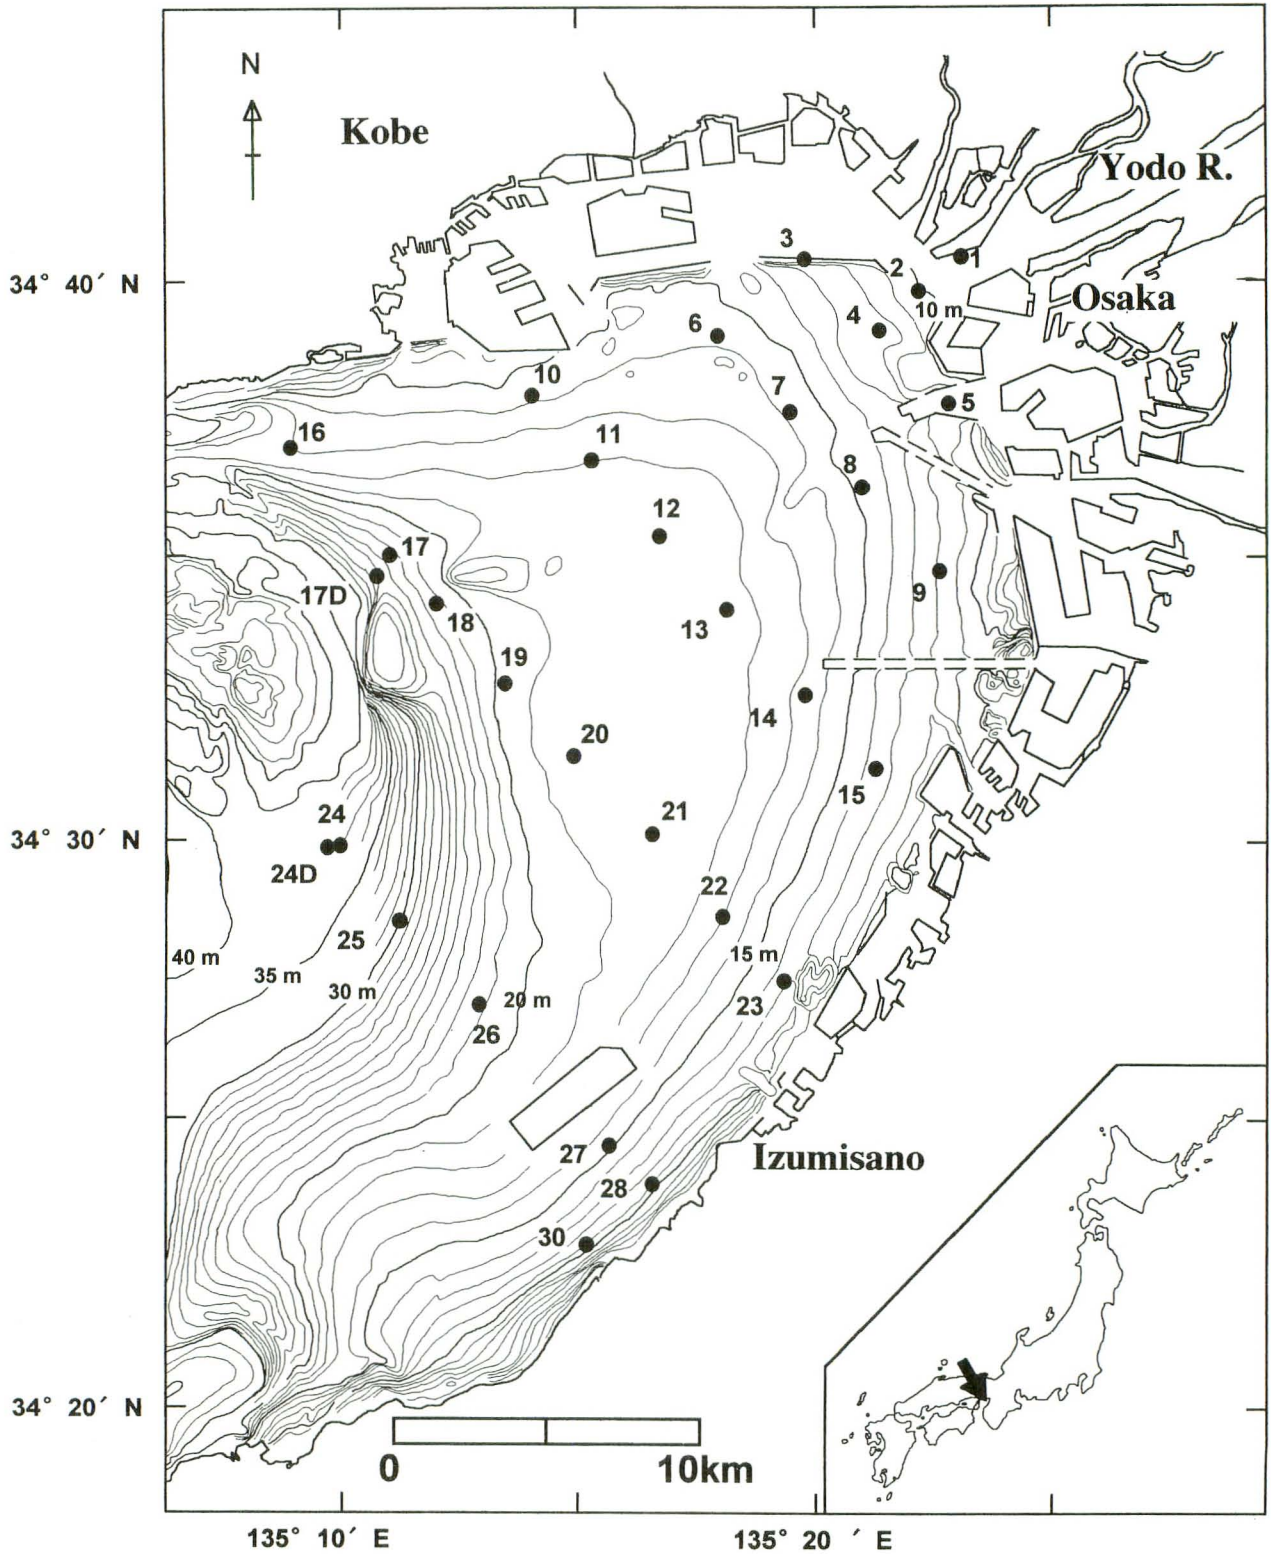 N
Kobe
Yodo R.
3
1
2
34° 40′ N
10 m
Osaka
4
6
10
7
5
16
11
8
12
17
17D
9
18
13
19
14
20
15
24
21
34° 30′ N
24D
22
25
15 m
40 m
35 m
30 m
20 m
23
26
27
Izumisano
28
30
34° 20′ N
0
10km
135° 10′ E
135° 20′ E